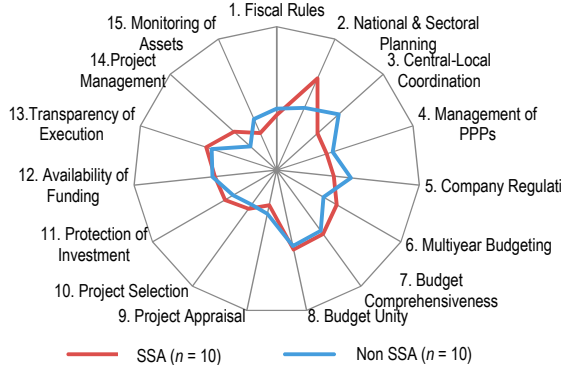 1. Fiscal Rules
2. National & Sectoral
Planning
3. Central-Local
Coordination
4. Management of
PPPs
5. Company Regulati
6. Multiyear Budgeting
7. Budget
Comprehensiveness
8. Budget Unity
9. Project Appraisal
10. Project Selection
11. Protection of
Investment
12. Availability of
Funding
13.Transparency of
Execution
14.Project
Management
15. Monitoring of
Assets
SSA (n = 10)
Non SSA (n = 10)